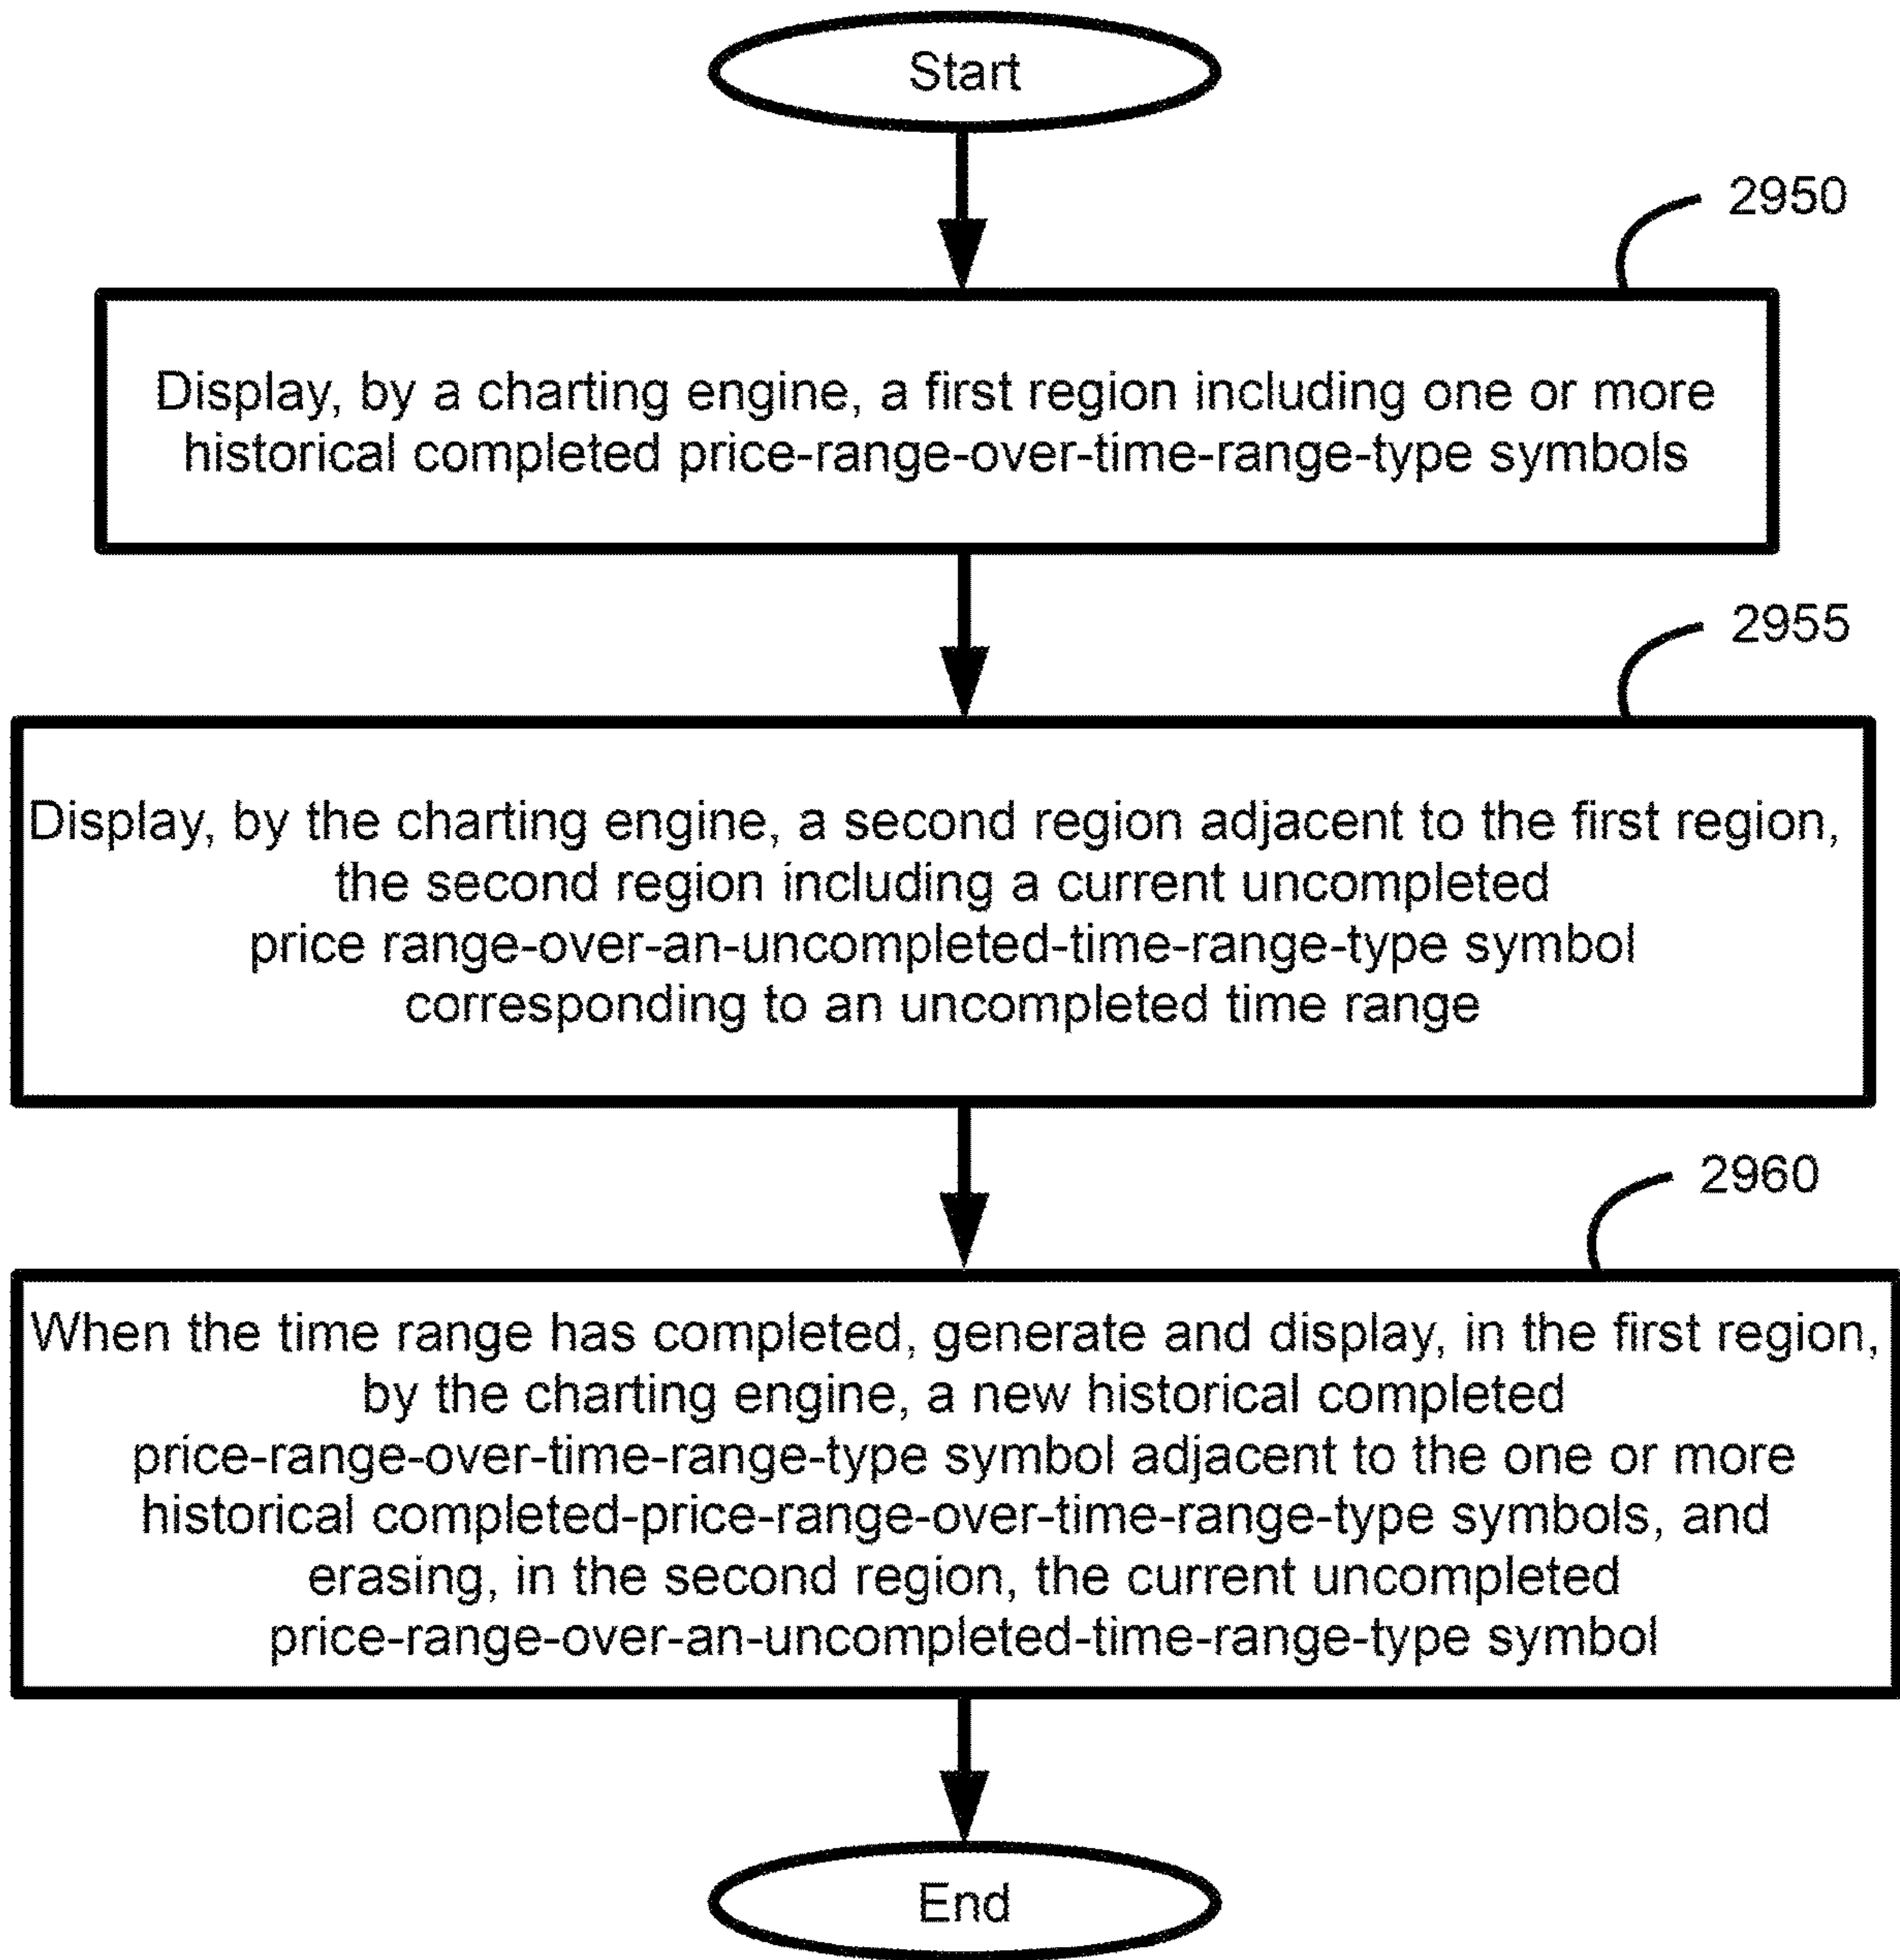 Start
2950
Display, by a charting engine, a first region including one or more
historical completed price-range-over-time-range-type symbols
2955
Display, by the charting engine, a second region adjacent to the first region,
the second region including a current uncompleted
price range-over-an-uncompleted-time-range-type symbol
corresponding to an uncompleted time range
2960
When the time range has completed, generate and display, in the first region,
by the charting engine, a new historical completed
price-range-over-time-range-type symbol adjacent to the one or more
historical completed-price-range-over-time-range-type symbols, and
erasing, in the second region, the current uncompleted
price-range-over-an-uncompleted-time-range-type symbol
End